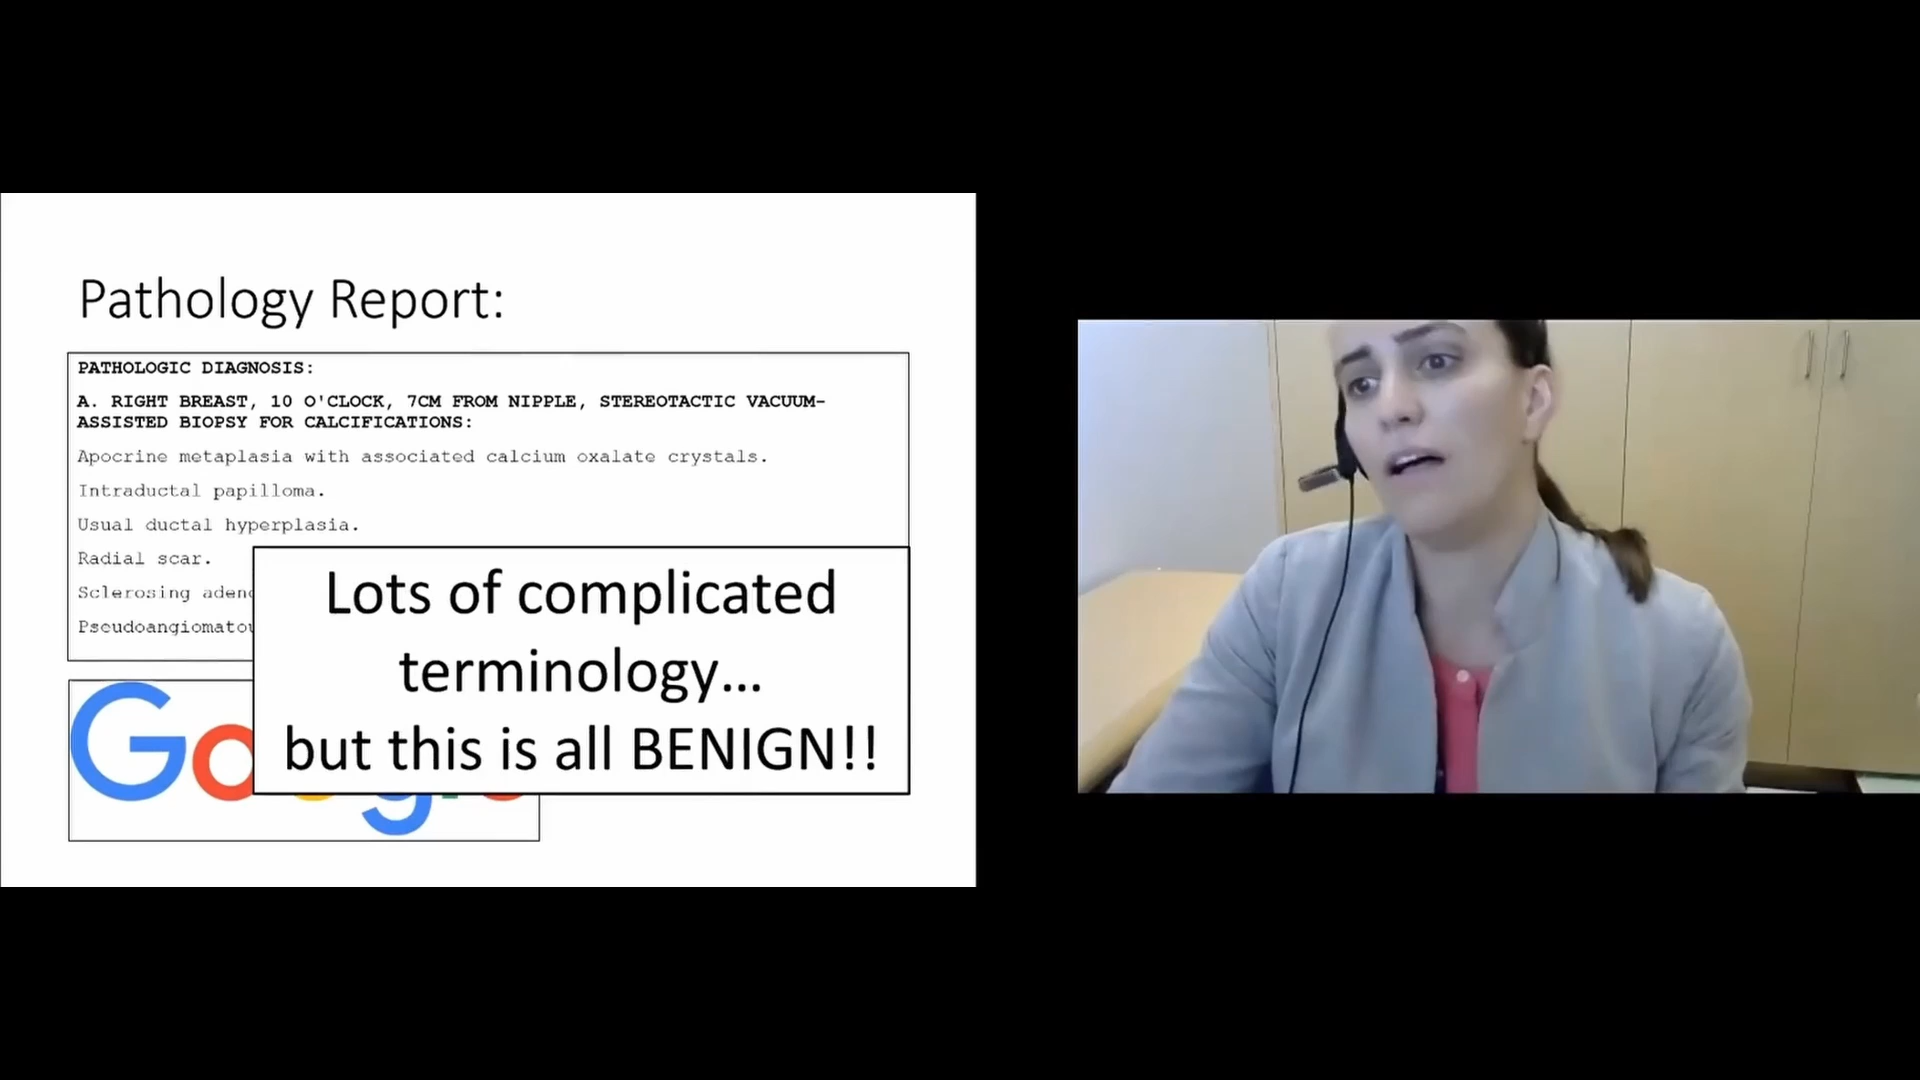 Pathology Report:
PATHOLOGIC DIAGNOSIS:
A. RIGHT BREAST, 10 O'CLOCK, 7CM FROM NIPPLE, STEREOTACTIC VACUUM-
ASSISTED BIOPSY FOR CALCIFICATIONS:
Apocrine metaplasia with associated calcium oxalate crystals.
Intraductal papilloma.
Usual ductal hyperplasia.
Radial scar.
Sclerosing
Lots of complicated
terminology...
but this is all BENIGN!!